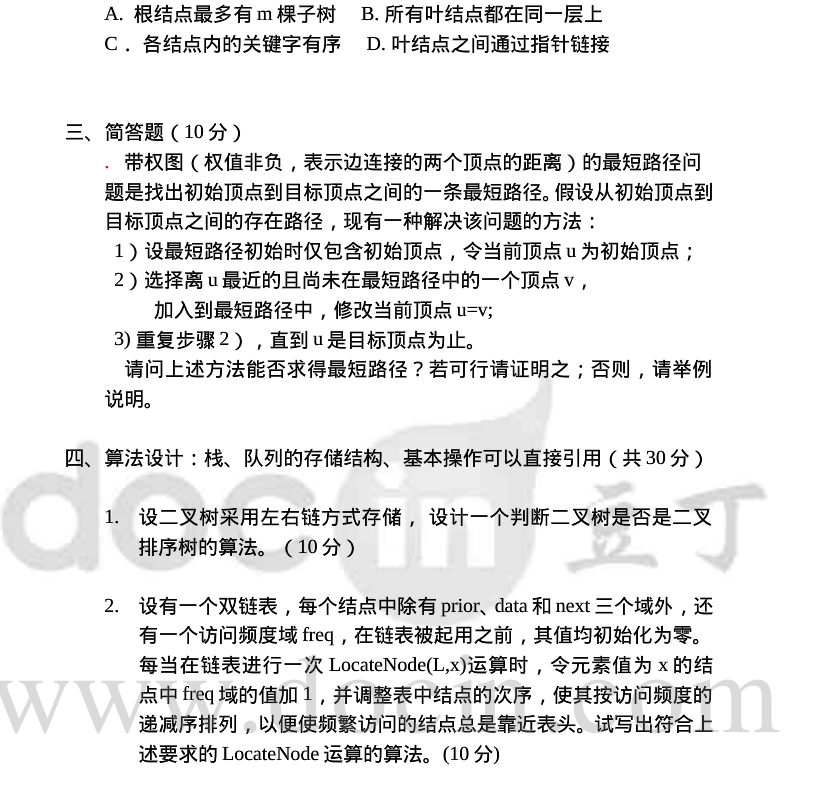 A. 根结点最多有 m 棵子树 B. 所有叶结点都在同一层上
C． 各结点内的关键字有序 D. 叶结点之间通过指针链接
三、简答题（10 分）
. 带权图（权值非负，表示边连接的两个顶点的距离）的最短路径问
题是找出初始顶点到目标顶点之间的一条最短路径。假设从初始顶点到
目标顶点之间的存在路径，现有一种解决该问题的方法：
1）设最短路径初始时仅包含初始顶点，令当前顶点 u 为初始顶点；
2）选择离 u 最近的且尚未在最短路径中的一个顶点 v，
加入到最短路径中，修改当前顶点 u=v;
3) 重复步骤 2），直到 u 是目标顶点为止。
请问上述方法能否求得最短路径？若可行请证明之；否则，请举例
说明。
四、算法设计：栈、队列的存储结构、基本操作可以直接引用（共 30 分）
1. 设二叉树采用左右链方式存储， 设计一个判断二叉树是否是二叉
排序树的算法。（10 分）
2. 设有一个双链表，每个结点中除有 prior、data 和 next 三个域外，还
有一个访问频度域 freq，在链表被起用之前，其值均初始化为零。
每当在链表进行一次 LocateNode(L,x)运算时，令元素值为 x 的结
点中 freq 域的值加 1，并调整表中结点的次序，使其按访问频度的
递减序排列，以便使频繁访问的结点总是靠近表头。试写出符合上
述要求的 LocateNode 运算的算法。(10 分)
docin 豆丁
www.docin.com